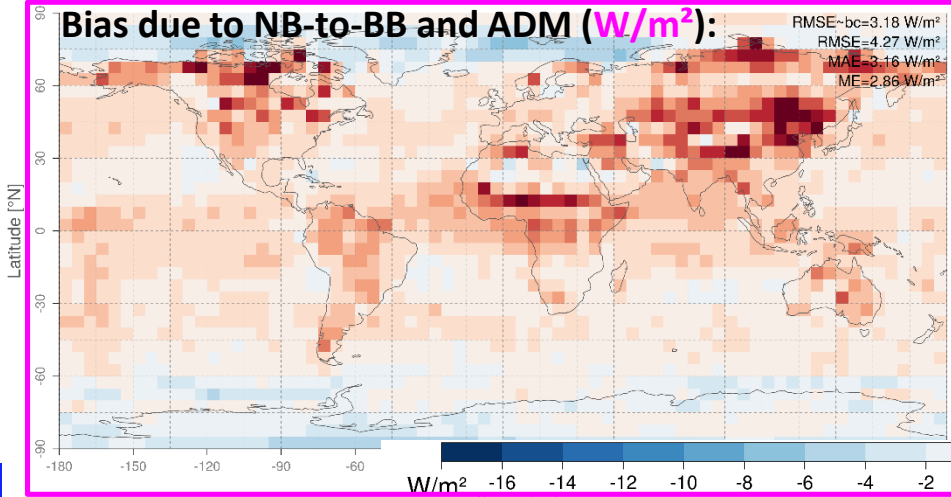 Bias due to NB-to-BB and ADM (W/m²):
RMSE~bc=3.18 W/m²
RMSE=4.27 W/m²
MAE=3.16 W/m²
ME=2.86 W/m²
Latitude [°N]
90
60
30
0
-30
-60
-90
-180 -150 -120 -90 -60
W/m² -16 -14 -12 -10 -8 -6 -4 -2